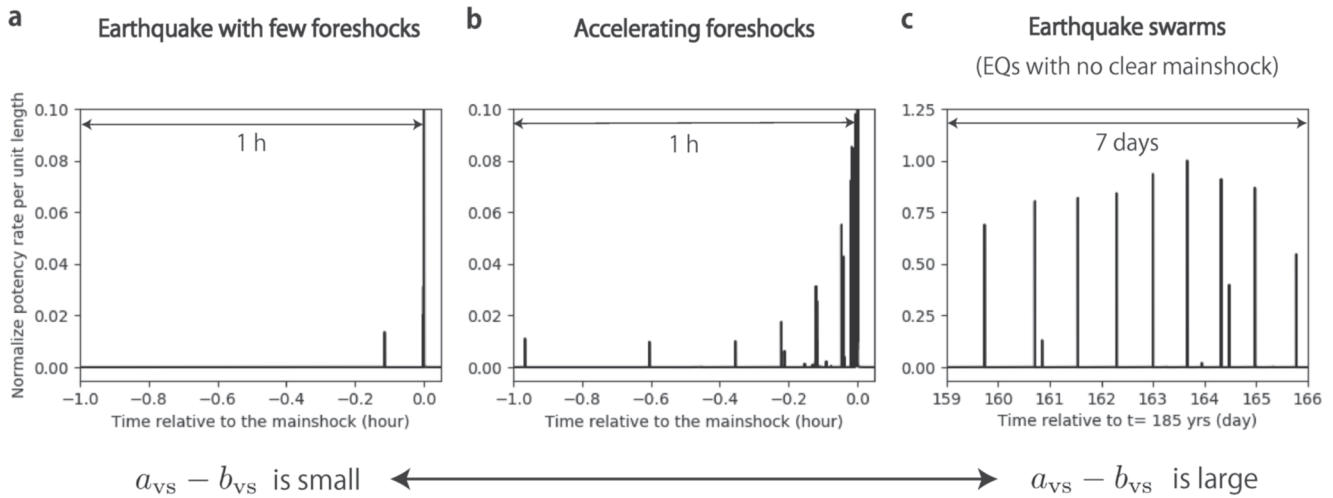 a
Earthquake with few foreshocks
Normalize potency rate per unit length
0.10
0.08
0.06
0.04
0.02
0.00
1 h
−1.0 −0.8 −0.6 −0.4 −0.2 0.0
Time relative to the mainshock (hour)
b
Accelerating foreshocks
0.10
0.08
0.06
0.04
0.02
0.00
1 h
−1.0 −0.8 −0.6 −0.4 −0.2 0.0
Time relative to the mainshock (hour)
c
Earthquake swarms
(EQs with no clear mainshock)
1.25
1.00
0.75
0.50
0.25
0.00
7 days
159 160 161 162 163 164 165 166
Time relative to t= 185 yrs (day)
a_vs − b_vs is small
a_vs − b_vs is large